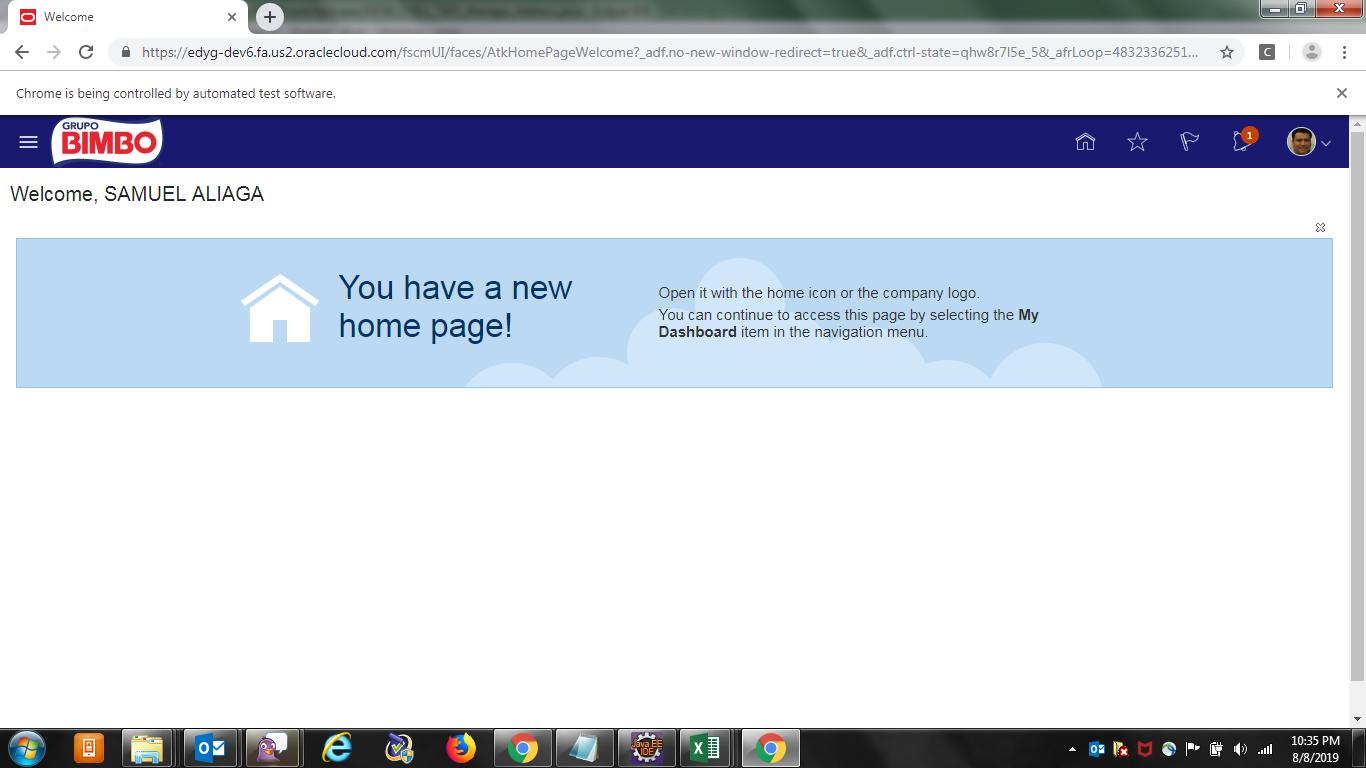 Welcome
https://edyg-dev6.fa.us2.oraclecloud.com/fscmUI/faces/AtkHomePageWelcome?_adf.no-new-window-redirect=true&_adf.ctrl-state=qhw8r7l5e_5&_afrLoop=4832336251...
C
Chrome is being controlled by automated test software.
GRUPO
BIMBO
1
Welcome, SAMUEL ALIAGA
You have a new
home page!
Open it with the home icon or the company logo.
You can continue to access this page by selecting the My
Dashboard item in the navigation menu.
Java EE
IDE
10:35 PM
8/8/2019